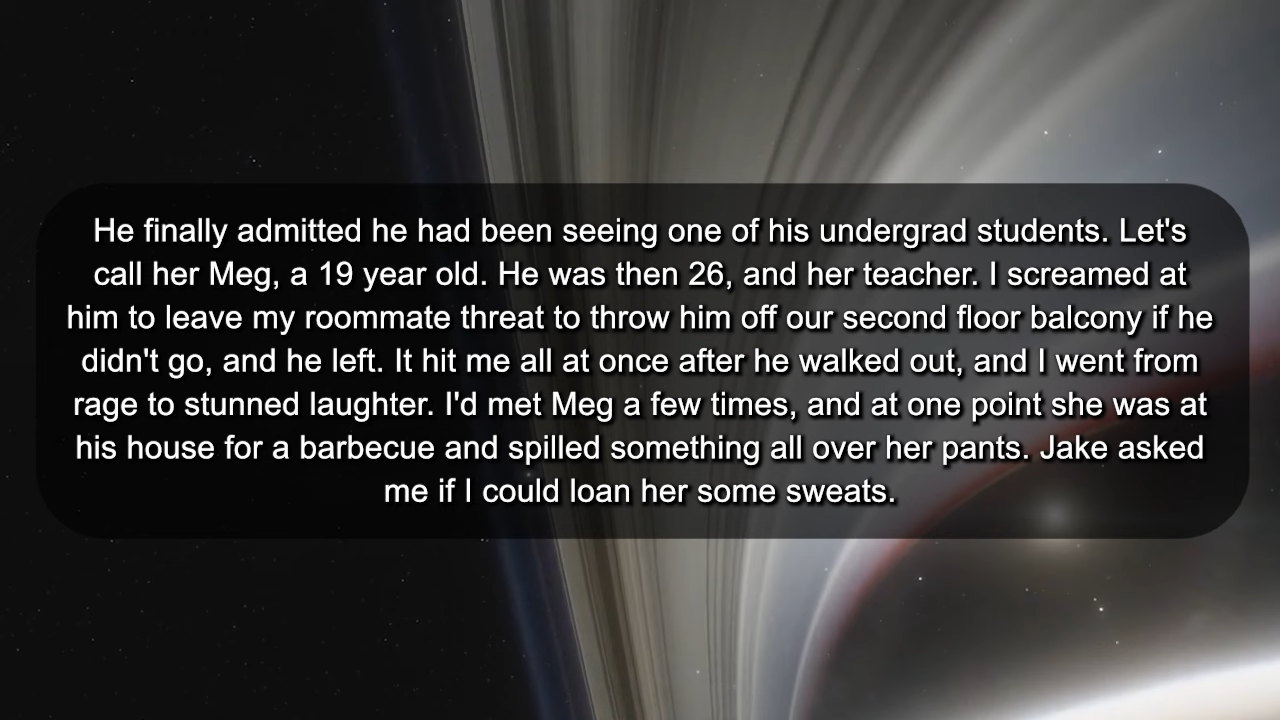 He finally admitted he had been seeing one of his undergrad students. Let's
call her Meg, a 19 year old. He was then 26, and her teacher. I screamed at
him to leave my roommate threat to throw him off our second floor balcony if he
didn't go, and he left. It hit me all at once after he walked out, and I went from
rage to stunned laughter. I'd met Meg a few times, and at one point she was at
his house for a barbecue and spilled something all over her pants. Jake asked
me if I could loan her some sweats.